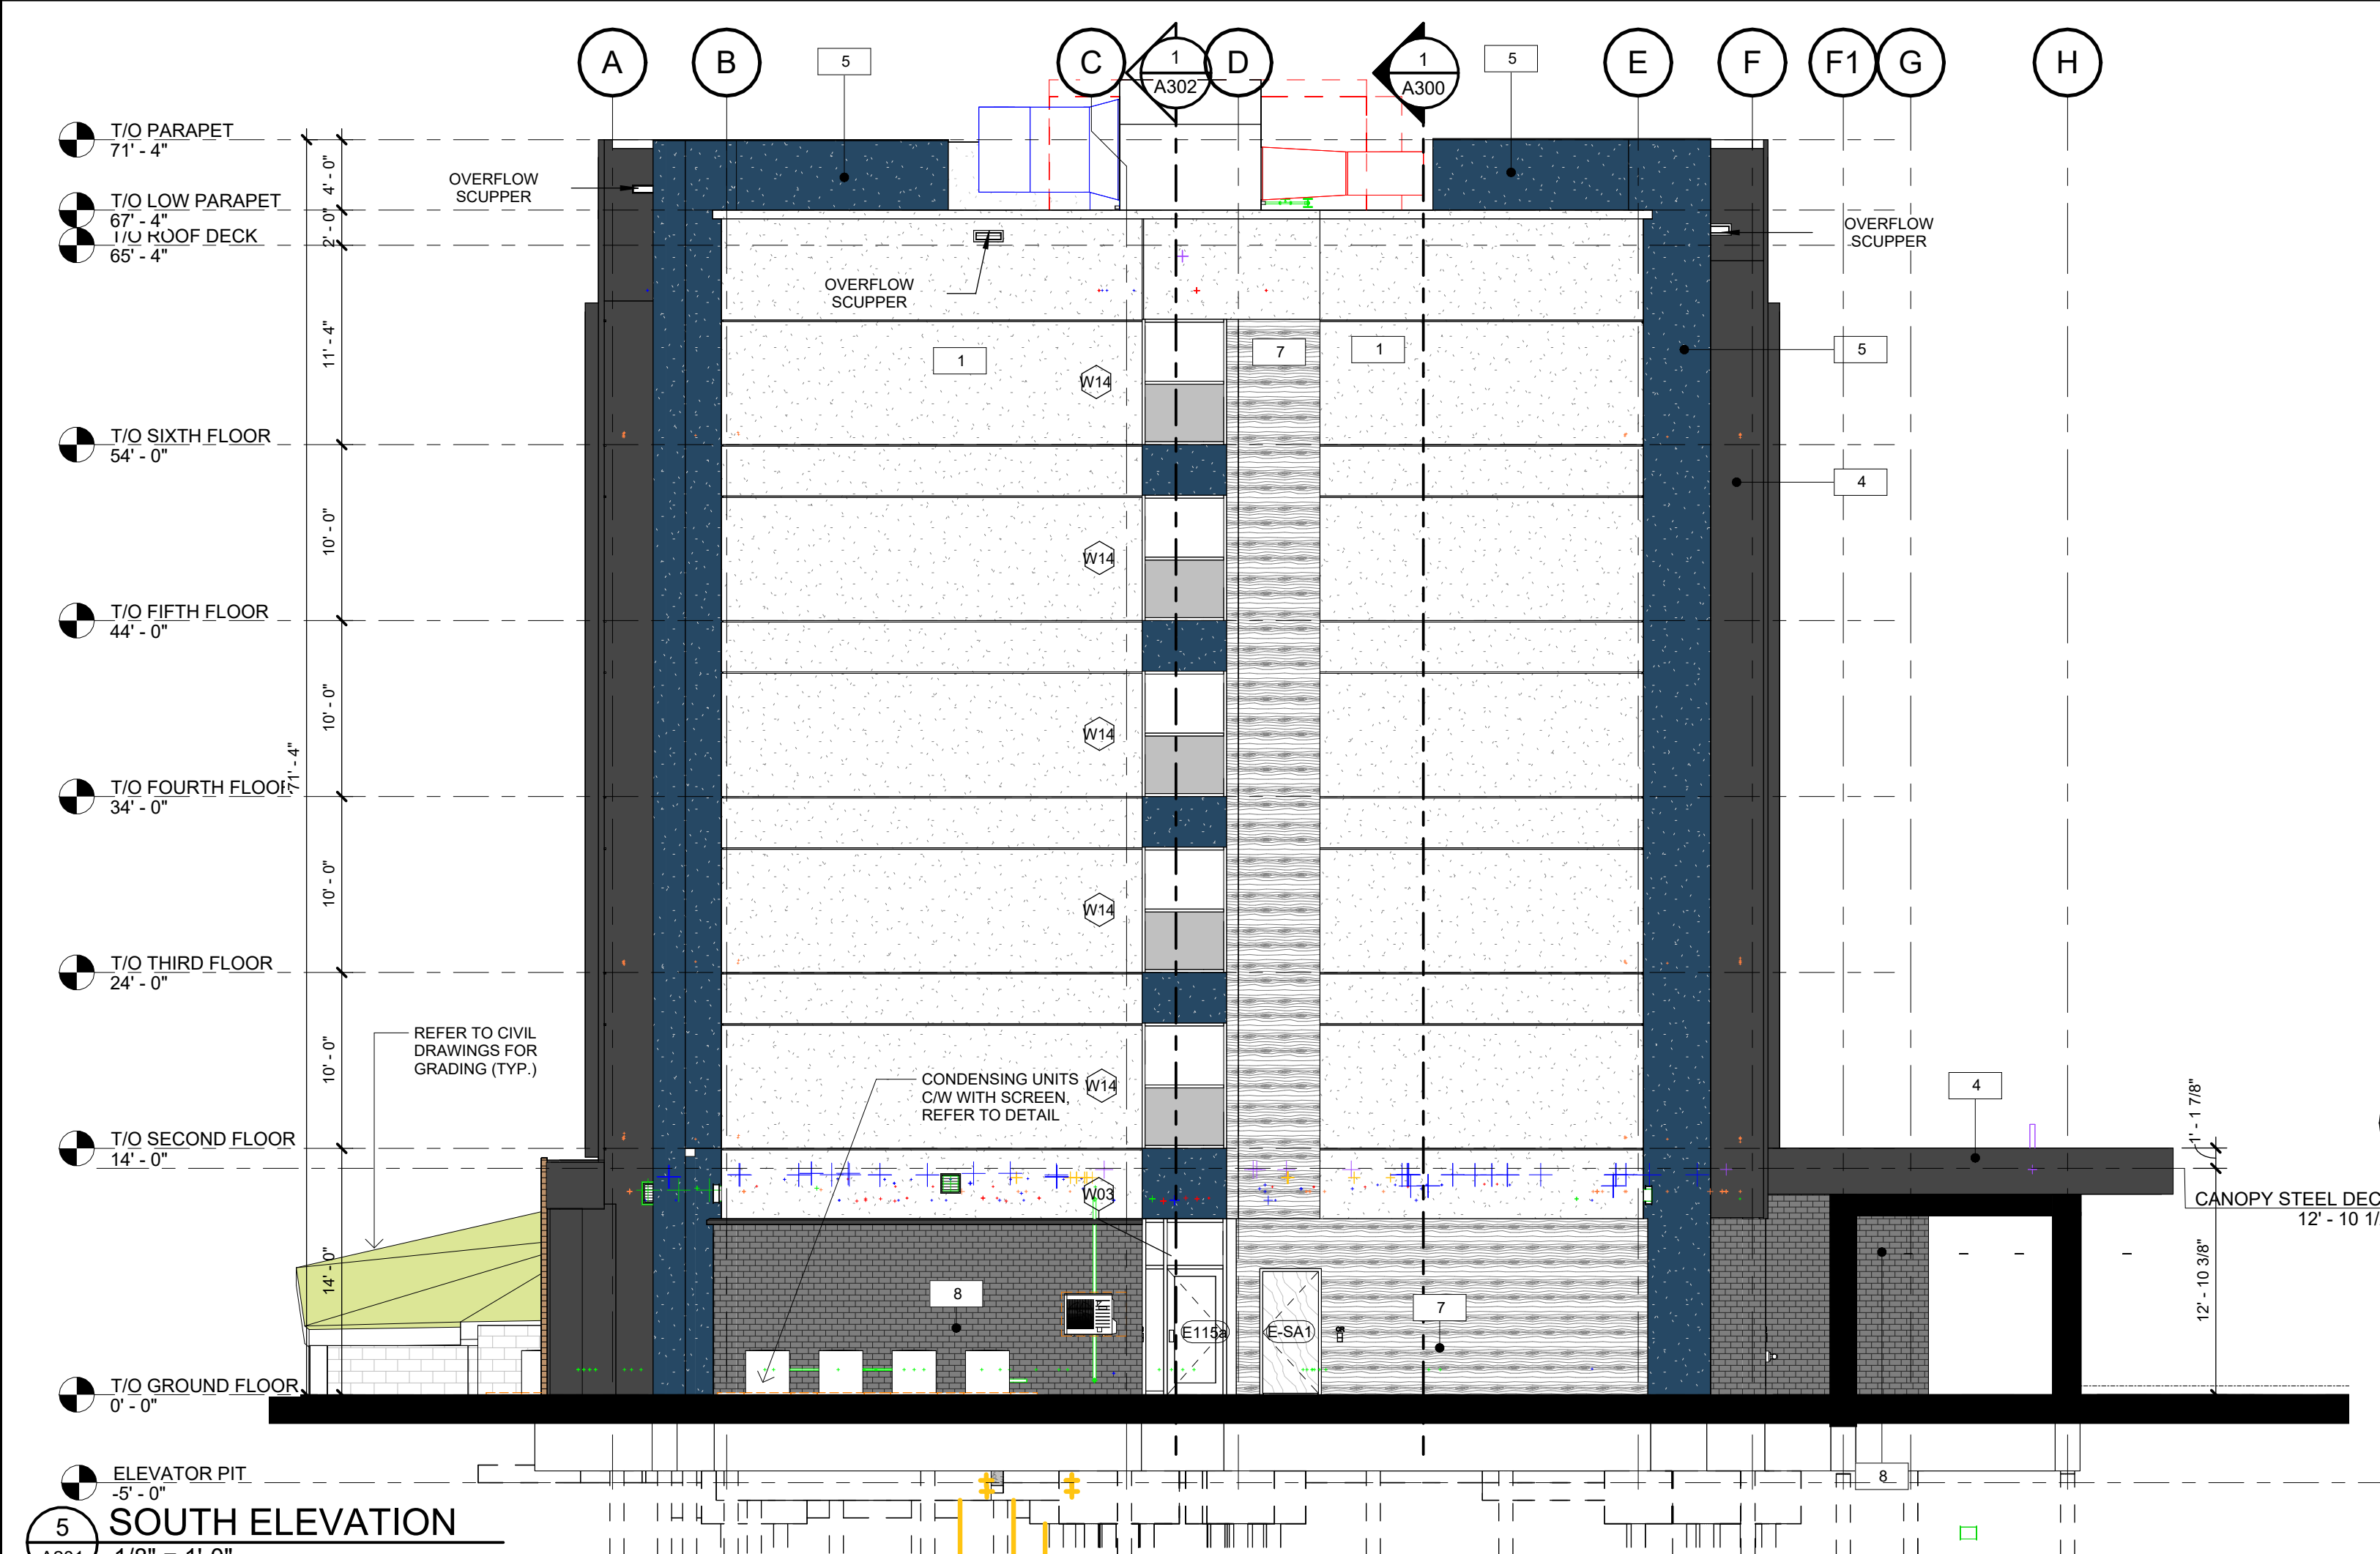 A
B
5
C
1
A302
D
1
A300
5
E
F
F1
G
H
T/O PARAPET
71' - 4"
T/O LOW PARAPET
67' - 4"
T/O ROOF DECK
65' - 4"
4' - 0"
2' - 0"
OVERFLOW
SCUPPER
OVERFLOW
SCUPPER
OVERFLOW
SCUPPER
11' - 4"
1
7
1
5
W14
T/O SIXTH FLOOR
54' - 0"
4
10' - 0"
W14
T/O FIFTH FLOOR
44' - 0"
10' - 0"
W14
71' - 4"
T/O FOURTH FLOOR
34' - 0"
10' - 0"
W14
T/O THIRD FLOOR
24' - 0"
10' - 0"
REFER TO CIVIL
DRAWINGS FOR
GRADING (TYP.)
CONDENSING UNITS
C/W WITH SCREEN,
REFER TO DETAIL
W14
4
1' - 1 7/8"
T/O SECOND FLOOR
14' - 0"
W03
CANOPY STEEL DEC
12' - 10 1/
14' - 0"
12' - 10 3/8"
8
7
E115a
E-SA1
T/O GROUND FLOOR
0' - 0"
ELEVATOR PIT
-5' - 0"
8
5
SOUTH ELEVATION
1/8" = 1'-0"